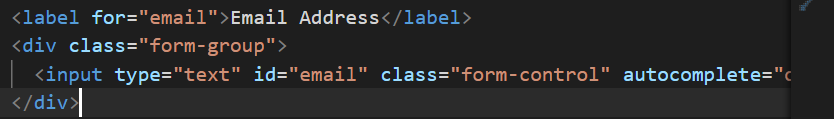 <label for="email">Email Address</label>
<div class="form-group">
<input type="text" id="email" class="form-control" autocomplete="
</div>